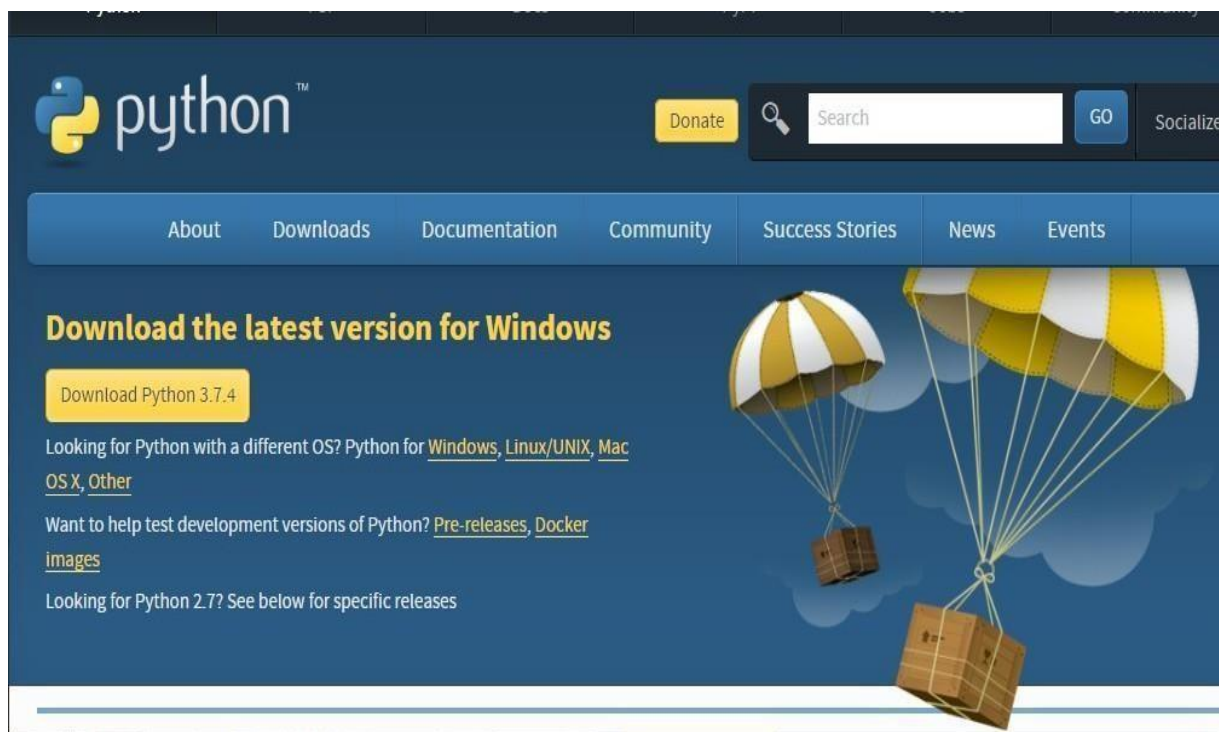 python™
Donate
Search
GO
Socialize
About Downloads Documentation Community Success Stories News Events
Download the latest version for Windows
Download Python 3.7.4
Looking for Python with a different OS? Python for Windows, Linux/UNIX, Mac
OS X, Other
Want to help test development versions of Python? Pre-releases, Docker
images
Looking for Python 2.7? See below for specific releases